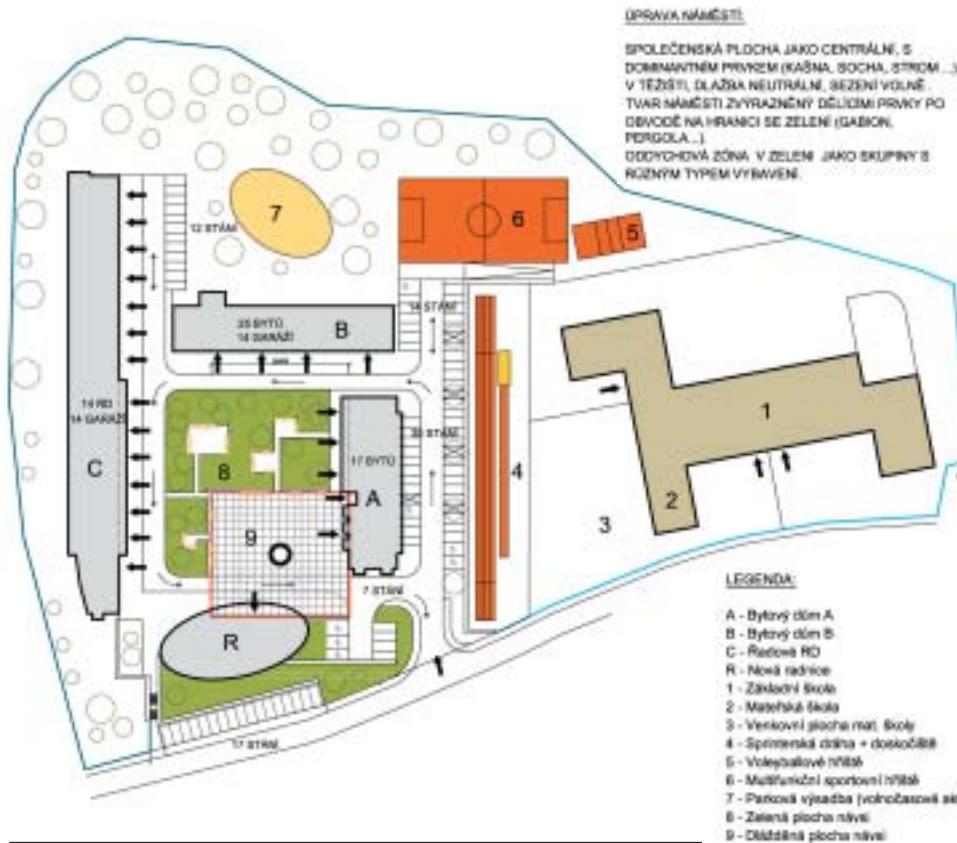 ÚPRAVA NÁMĚSTÍ:
SPOLEČENSKÁ PLOCHA JAKO CENTRÁLNÍ, S
DOMINANTNÍM PRVKEM (KAŠNA, SOCHA, STROM ...)
V TĚŽIŠTI, DLAŽBA NEUTRÁLNÍ, SEZENÍ VOLNĚ.
TVAR NÁMĚSTÍ ZVÝRAZNĚNÝ DĚLÍCÍMI PRVKY PO
OBVODĚ NA HRANICI SE ZELENÍ (GABION,
PERGOLA...).
ODDYCHOVÁ ZÓNA V ZELENI JAKO SKUPINY S
RŮZNÝM TYPEM VYBAVENÍ.
7
6
5
12 STÁNÍ
14 STÁNÍ
25 BYTŮ
14 GARÁŽÍ
B
1
14 RD
14 GARÁŽÍ
C
8
17 BYTŮ
A
30 STÁNÍ
4
2
3
9
7 STÁNÍ
R
17 STÁNÍ
LEGENDA:
A - Bytový dům A
B - Bytový dům B
C - Řadové RD
R - Nová radnice
1 - Základní škola
2 - Mateřská škola
3 - Venkovní plocha mat. školy
4 - Sprinterská dráha + doskočiště
5 - Volejbalové hřiště
6 - Multifunkční sportovní hřiště
7 - Parková výsadba (volnočasové
8 - Zelená plocha návsi
9 - Dlážděná plocha návsi